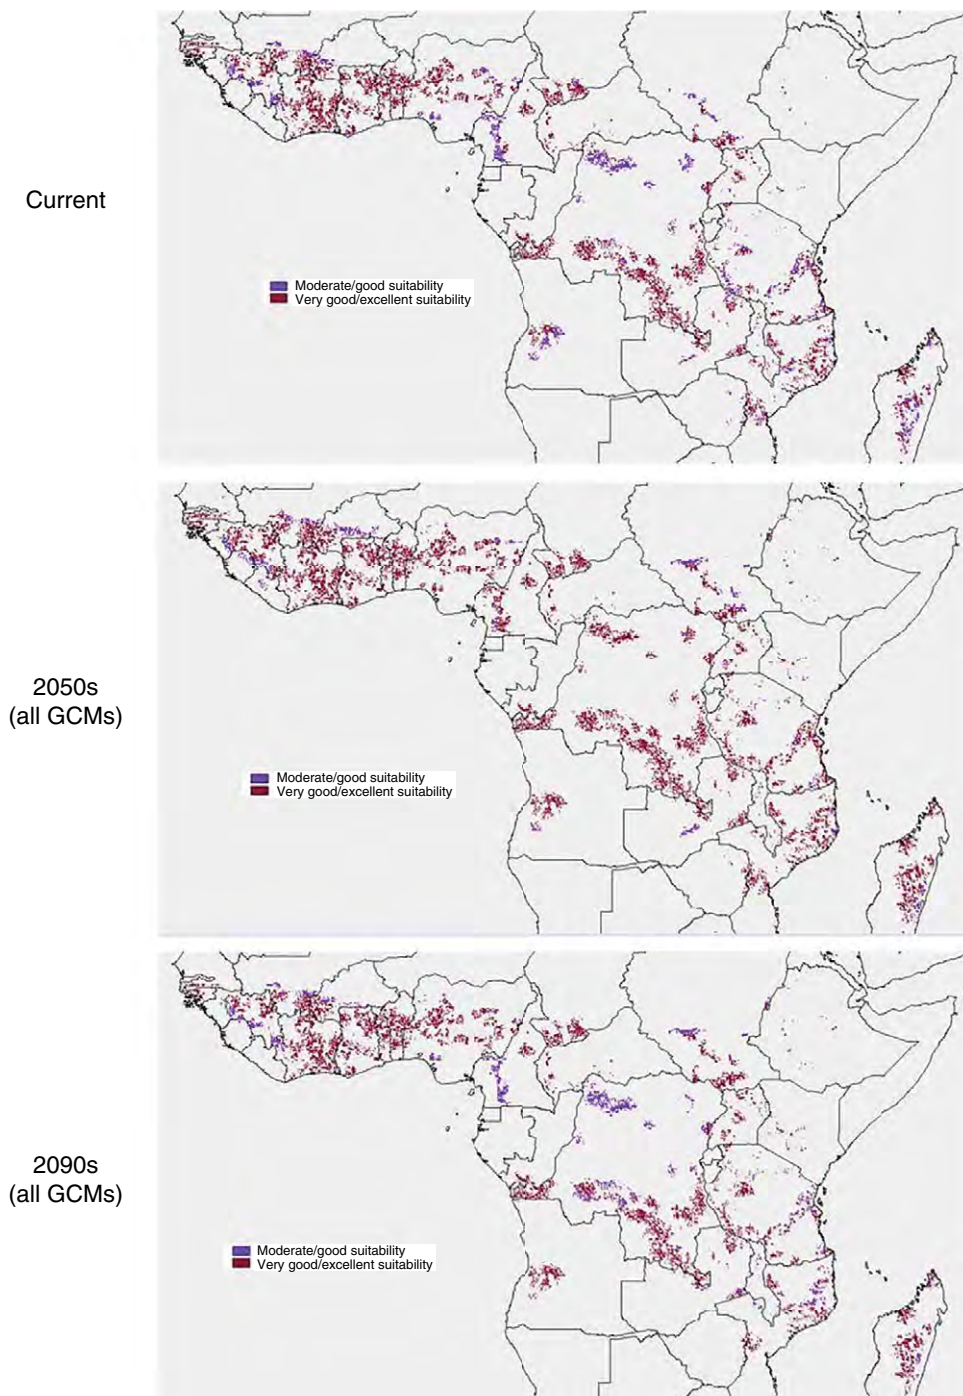 Current
Moderate/good suitability
Very good/excellent suitability
2050s
(all GCMs)
Moderate/good suitability
Very good/excellent suitability
2090s
(all GCMs)
Moderate/good suitability
Very good/excellent suitability